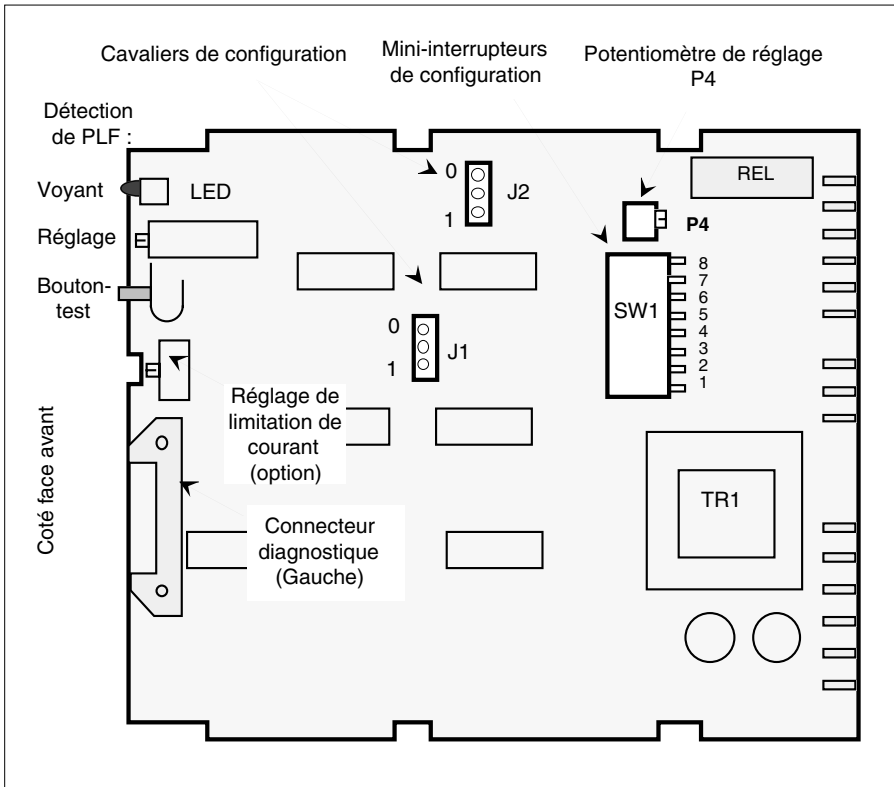 Cavaliers de configuration
Mini-interrupteurs
de configuration
Potentiomètre de réglage
P4
Détection
de PLF :
Voyant
LED
Réglage
Bouton-
test
0
1
J2
REL
P4
SW1
8
7
6
5
4
3
2
1
0
1
J1
Réglage de
limitation de
courant
(option)
Coté face avant
Connecteur
diagnostique
(Gauche)
TR1